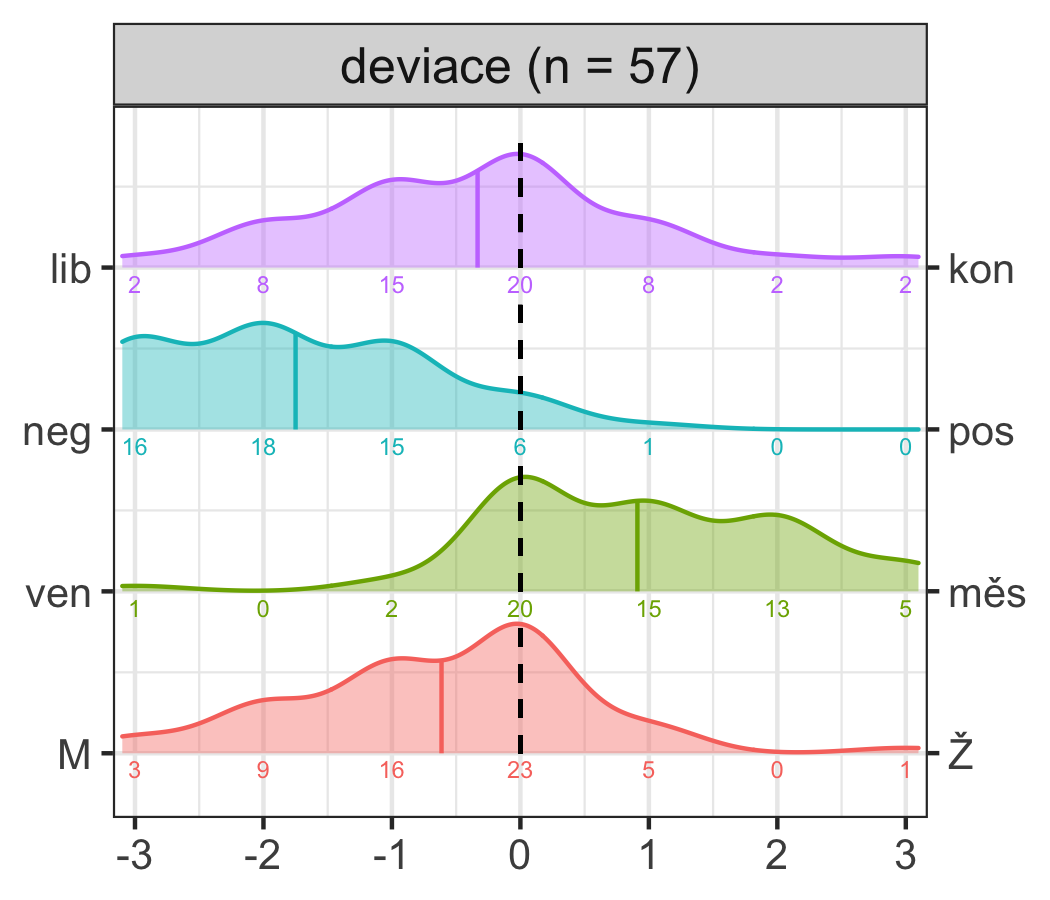 deviace (n = 57)
lib kon
2 8 15 20 8 2 2
neg pos
16 18 15 6 1 0 0
ven měs
1 0 2 20 15 13 5
M Ž
3 9 16 23 5 0 1
-3 -2 -1 0 1 2 3